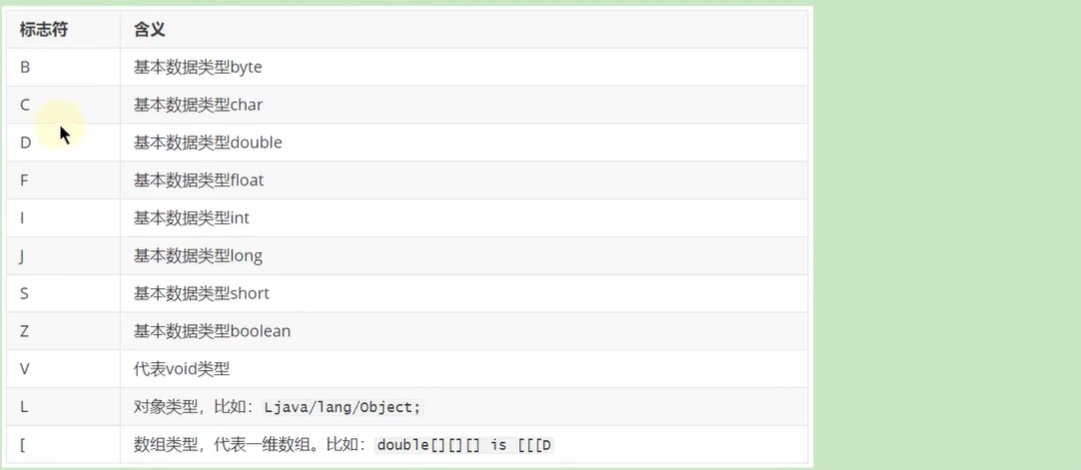 标志符 含义
B 基本数据类型byte
C 基本数据类型char
D 基本数据类型double
F 基本数据类型float
I 基本数据类型int
J 基本数据类型long
S 基本数据类型short
Z 基本数据类型boolean
V 代表void类型
L 对象类型，比如：Ljava/lang/Object;
[ 数组类型，代表一维数组。比如：double[][][] is [[[D